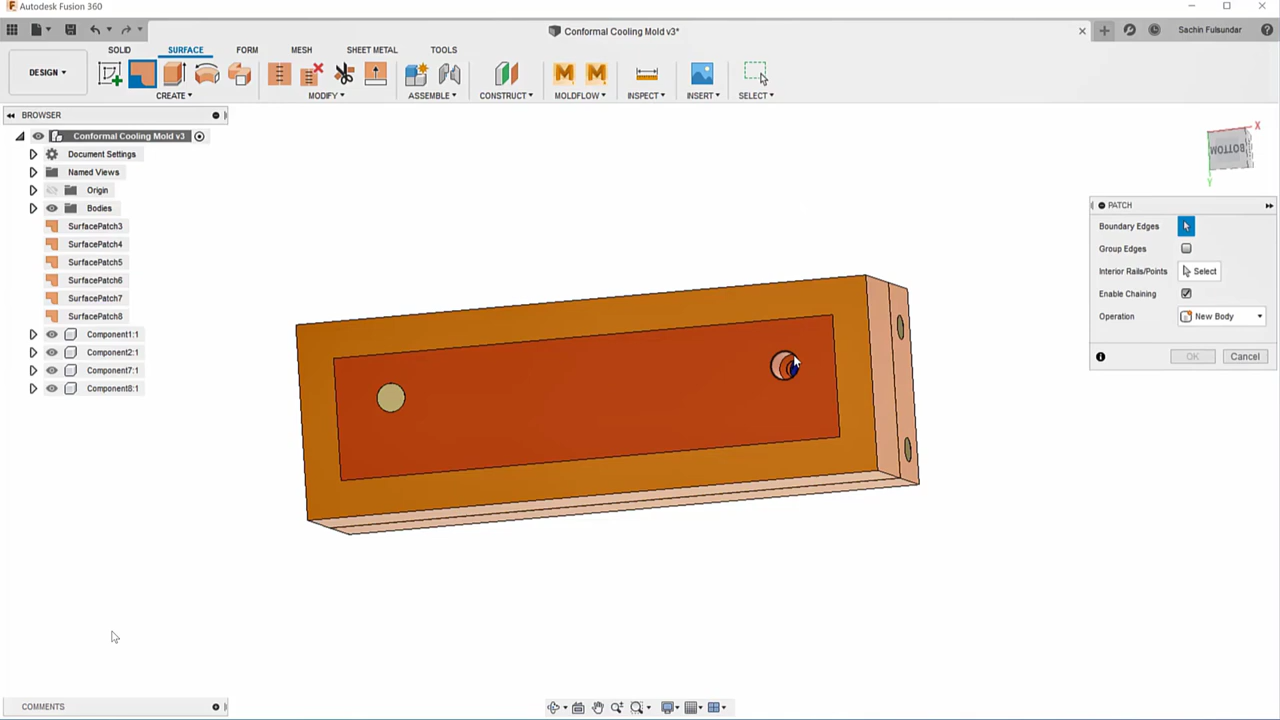 Autodesk Fusion 360
Conformal Cooling Mold v3*
Sachin Fulsundar
DESIGN
SOLID
SURFACE
FORM
MESH
SHEET METAL
TOOLS
CREATE
MODIFY
ASSEMBLE
CONSTRUCT
MOLDFLOW
INSPECT
INSERT
SELECT
BROWSER
Conformal Cooling Mold v3
Document Settings
Named Views
Origin
Bodies
SurfacePatch3
SurfacePatch4
SurfacePatch5
SurfacePatch6
SurfacePatch7
SurfacePatch8
Component1:1
Component2:1
Component7:1
Component8:1
X
BOTTOM
Y
PATCH
Boundary Edges
Group Edges
Interior Rails/Points Select
Enable Chaining
Operation New Body
OK Cancel
COMMENTS